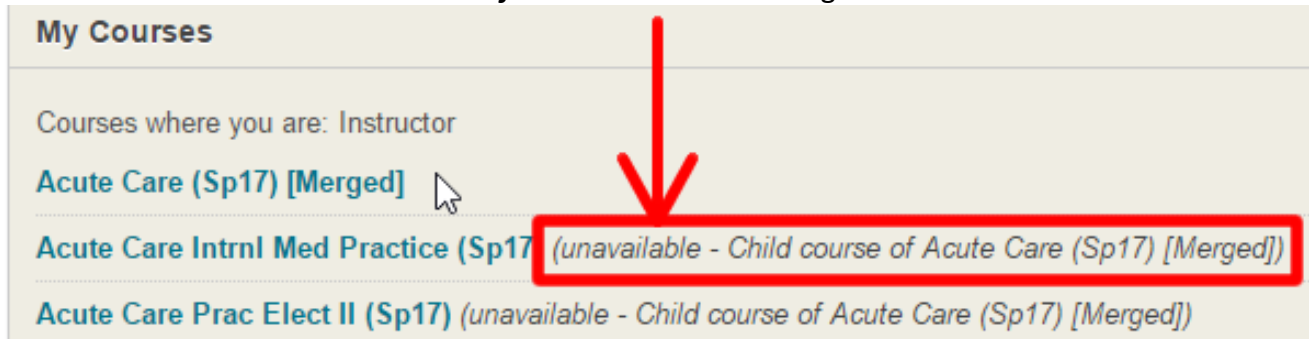 My Courses
Courses where you are: Instructor
Acute Care (Sp17) [Merged]
Acute Care Intrnl Med Practice (Sp17 (unavailable - Child course of Acute Care (Sp17) [Merged])
Acute Care Prac Elect II (Sp17) (unavailable - Child course of Acute Care (Sp17) [Merged])